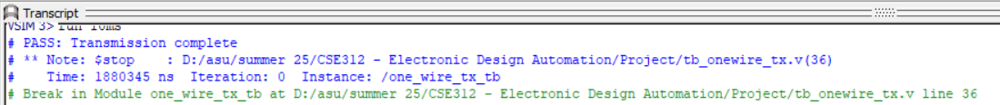 Transcript
VSIM 3> run 10ms
# PASS: Transmission complete
# ** Note: $stop    : D:/asu/summer 25/CSE312 - Electronic Design Automation/Project/tb_onewire_tx.v(36)
#    Time: 1880345 ns  Iteration: 0  Instance: /one_wire_tx_tb
# Break in Module one_wire_tx_tb at D:/asu/summer 25/CSE312 - Electronic Design Automation/Project/tb_onewire_tx.v line 36